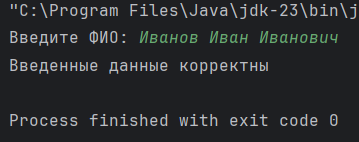 "C:\Program Files\Java\jdk-23\bin\j
Введите ФИО: Иванов Иван Иванович
Введенные данные корректны
Process finished with exit code 0